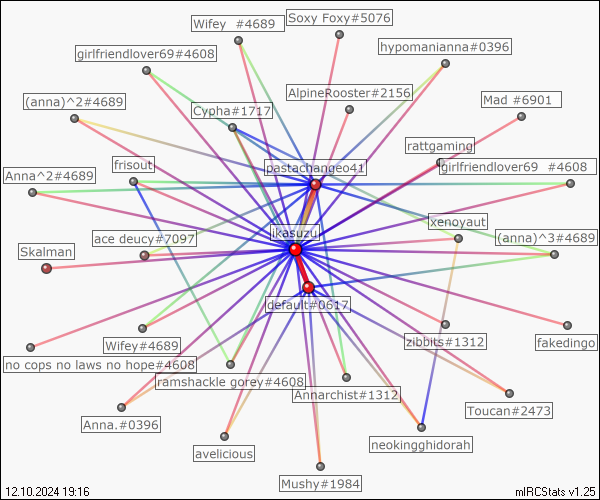 Soxy Foxy#5076
Wifey #4689
hypomanianna#0396
girlfriendlover69#4608
AlpineRooster#2156
(anna)^2#4689
Mad #6901
Cypha#1717
rattgaming
frisout
pastachangeo41
girlfriendlover69 #4608
Anna^2#4689
xenoyaut
ikasuzu
ace deucy#7097
(anna)^3#4689
Skalman
default#0617
zibbits#1312
fakedingo
Wifey#4689
no cops no laws no hope#4608
ramshackle gorey#4608
Annarchist#1312
Toucan#2473
Anna.#0396
neokingghidorah
avelicious
Mushy#1984
12.10.2024 19:16
mIRCStats v1.25